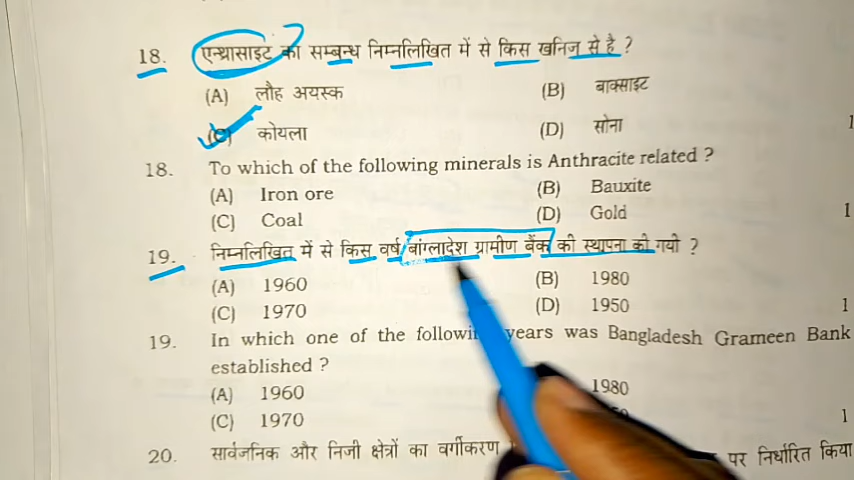 18. एन्थ्रासाइट का सम्बन्ध निम्नलिखित में से किस खनिज से है ?
(A) लौह अयस्क (B) बाक्साइट
(C) कोयला (D) सोना
1
18. To which of the following minerals is Anthracite related ?
(A) Iron ore (B) Bauxite
(C) Coal (D) Gold 1
19. निम्नलिखित में से किस वर्ष बांग्लादेश ग्रामीण बैंक की स्थापना की गयी ?
(A) 1960 (B) 1980
(C) 1970 (D) 1950 1
19. In which one of the years was Bangladesh Grameen Bank
established ?
(A) 1960 1980
(C) 1970 1
20. सार्वजनिक और निजी क्षेत्रों का वर्गीकरण पर निर्धारित किया